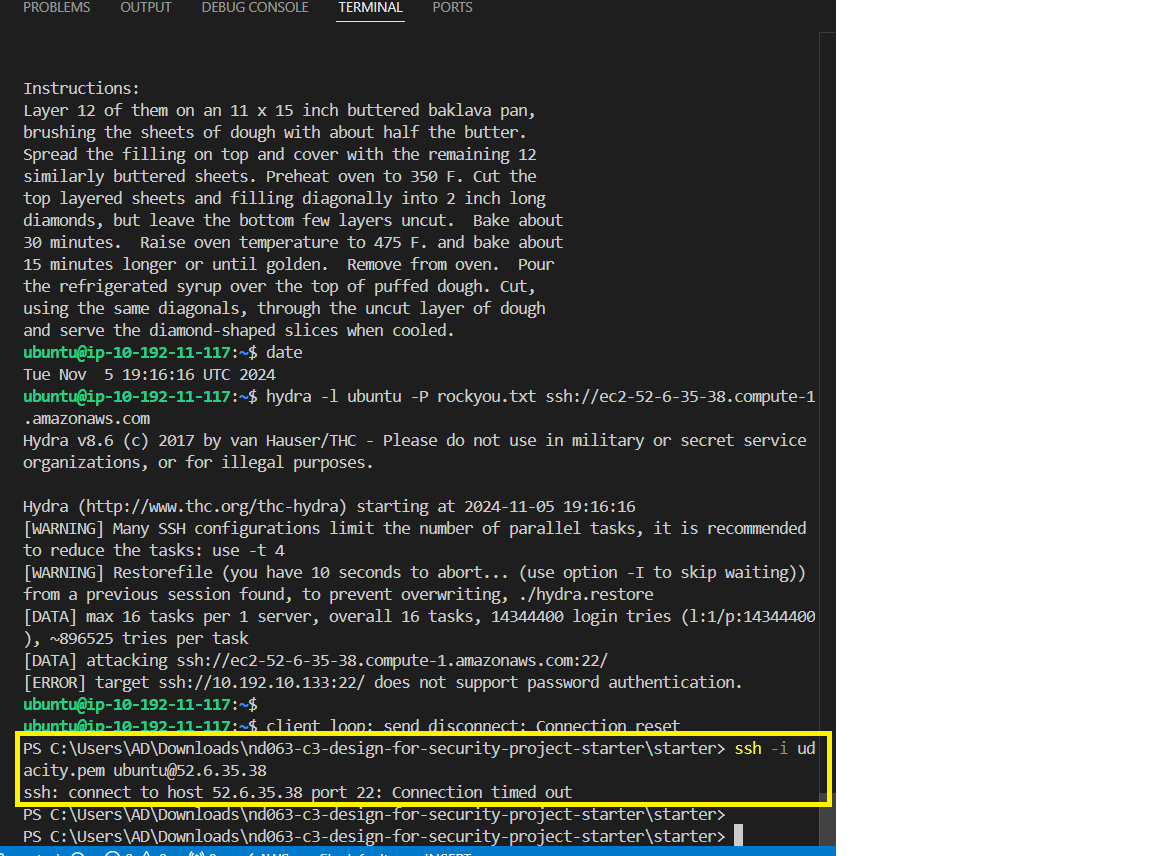 PROBLEMS OUTPUT DEBUG CONSOLE TERMINAL PORTS
Instructions:
Layer 12 of them on an 11 x 15 inch buttered baklava pan,
brushing the sheets of dough with about half the butter.
Spread the filling on top and cover with the remaining 12
similarly buttered sheets. Preheat oven to 350 F. Cut the
top layered sheets and filling diagonally into 2 inch long
diamonds, but leave the bottom few layers uncut.  Bake about
30 minutes.  Raise oven temperature to 475 F. and bake about
15 minutes longer or until golden.  Remove from oven.  Pour
the refrigerated syrup over the top of puffed dough. Cut,
using the same diagonals, through the uncut layer of dough
and serve the diamond-shaped slices when cooled.
ubuntu@ip-10-192-11-117:~$ date
Tue Nov  5 19:16:16 UTC 2024
ubuntu@ip-10-192-11-117:~$ hydra -l ubuntu -P rockyou.txt ssh://ec2-52-6-35-38.compute-1
.amazonaws.com
Hydra v8.6 (c) 2017 by van Hauser/THC - Please do not use in military or secret service
organizations, or for illegal purposes.
Hydra (http://www.thc.org/thc-hydra) starting at 2024-11-05 19:16:16
[WARNING] Many SSH configurations limit the number of parallel tasks, it is recommended
to reduce the tasks: use -t 4
[WARNING] Restorefile (you have 10 seconds to abort... (use option -I to skip waiting))
from a previous session found, to prevent overwriting, ./hydra.restore
[DATA] max 16 tasks per 1 server, overall 16 tasks, 14344400 login tries (l:1/p:14344400
), ~896525 tries per task
[DATA] attacking ssh://ec2-52-6-35-38.compute-1.amazonaws.com:22/
[ERROR] target ssh://10.192.10.133:22/ does not support password authentication.
ubuntu@ip-10-192-11-117:~$
ubuntu@ip-10-192-11-117:~$ client_loop: send disconnect: Connection reset
PS C:\Users\AD\Downloads\nd063-c3-design-for-security-project-starter\starter> ssh -i ud
acity.pem ubuntu@52.6.35.38
ssh: connect to host 52.6.35.38 port 22: Connection timed out
PS C:\Users\AD\Downloads\nd063-c3-design-for-security-project-starter\starter>
PS C:\Users\AD\Downloads\nd063-c3-design-for-security-project-starter\starter>